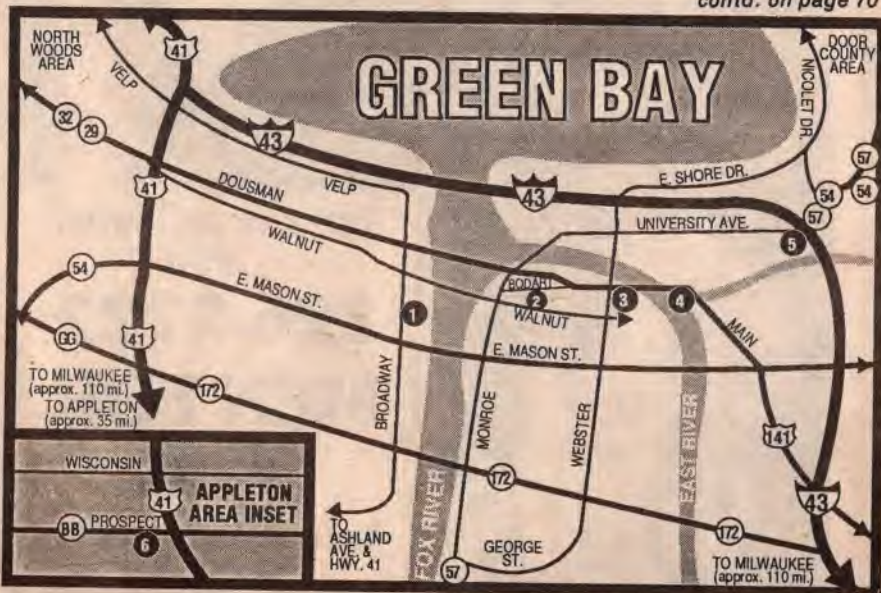 contd. on page 70
NORTH
WOODS
AREA
41
VELP
GREEN BAY
DOOR
COUNTY
AREA
NICOLET DR.
32
29
43
57
41
DOUSMAN
VELP
43
E. SHORE DR.
54
54
57
WALNUT
UNIVERSITY AVE.
5
54
E. MASON ST.
BODART
1
2
3
4
WALNUT
GG
41
E. MASON ST.
MAIN
TO MILWAUKEE
(approx. 110 mi.)
172
TO APPLETON
(approx. 35 mi.)
BROADWAY
MONROE
WEBSTER
141
WISCONSIN
41
APPLETON
AREA INSET
FOX RIVER
EAST RIVER
172
43
BB
PROSPECT
6
TO
ASHLAND
AVE. &
HWY. 41
57
GEORGE
ST.
172
TO MILWAUKEE
(approx. 110 mi.)